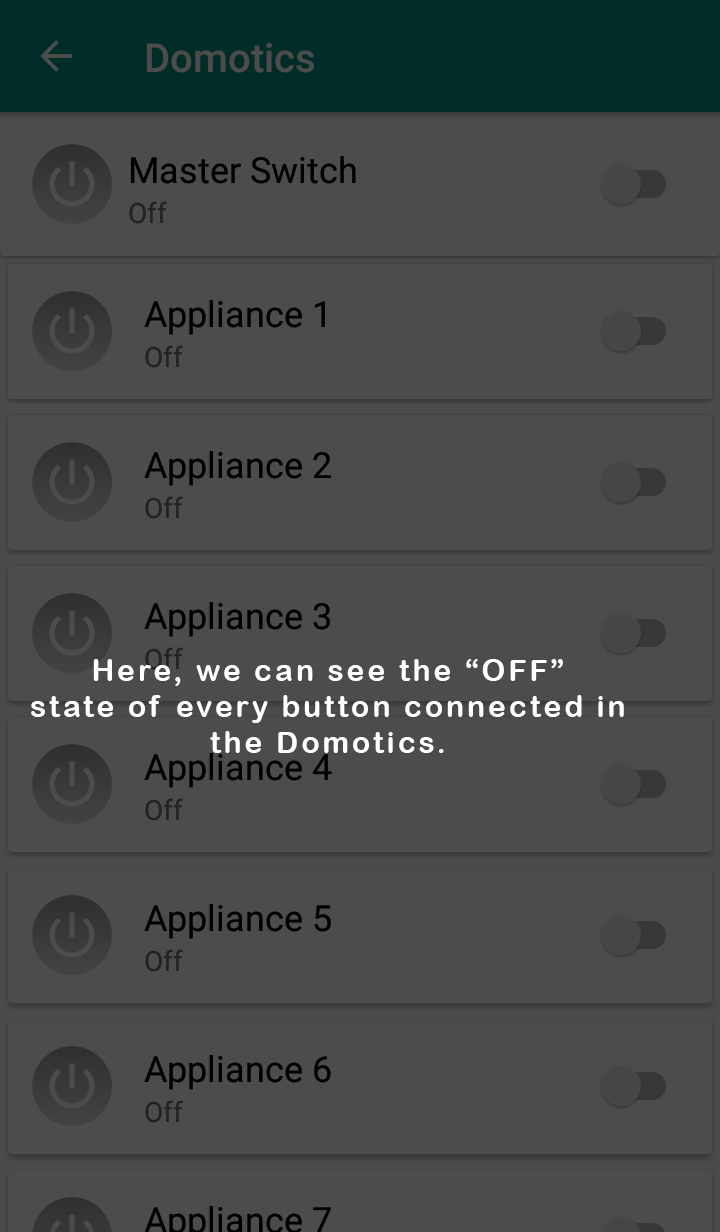 Domotics
Master Switch
Off
Appliance 1
Off
Appliance 2
Off
Appliance 3
Off
Here, we can see the “OFF”
state of every button connected in
the Domotics.
Appliance 4
Off
Appliance 5
Off
Appliance 6
Off
Appliance 7